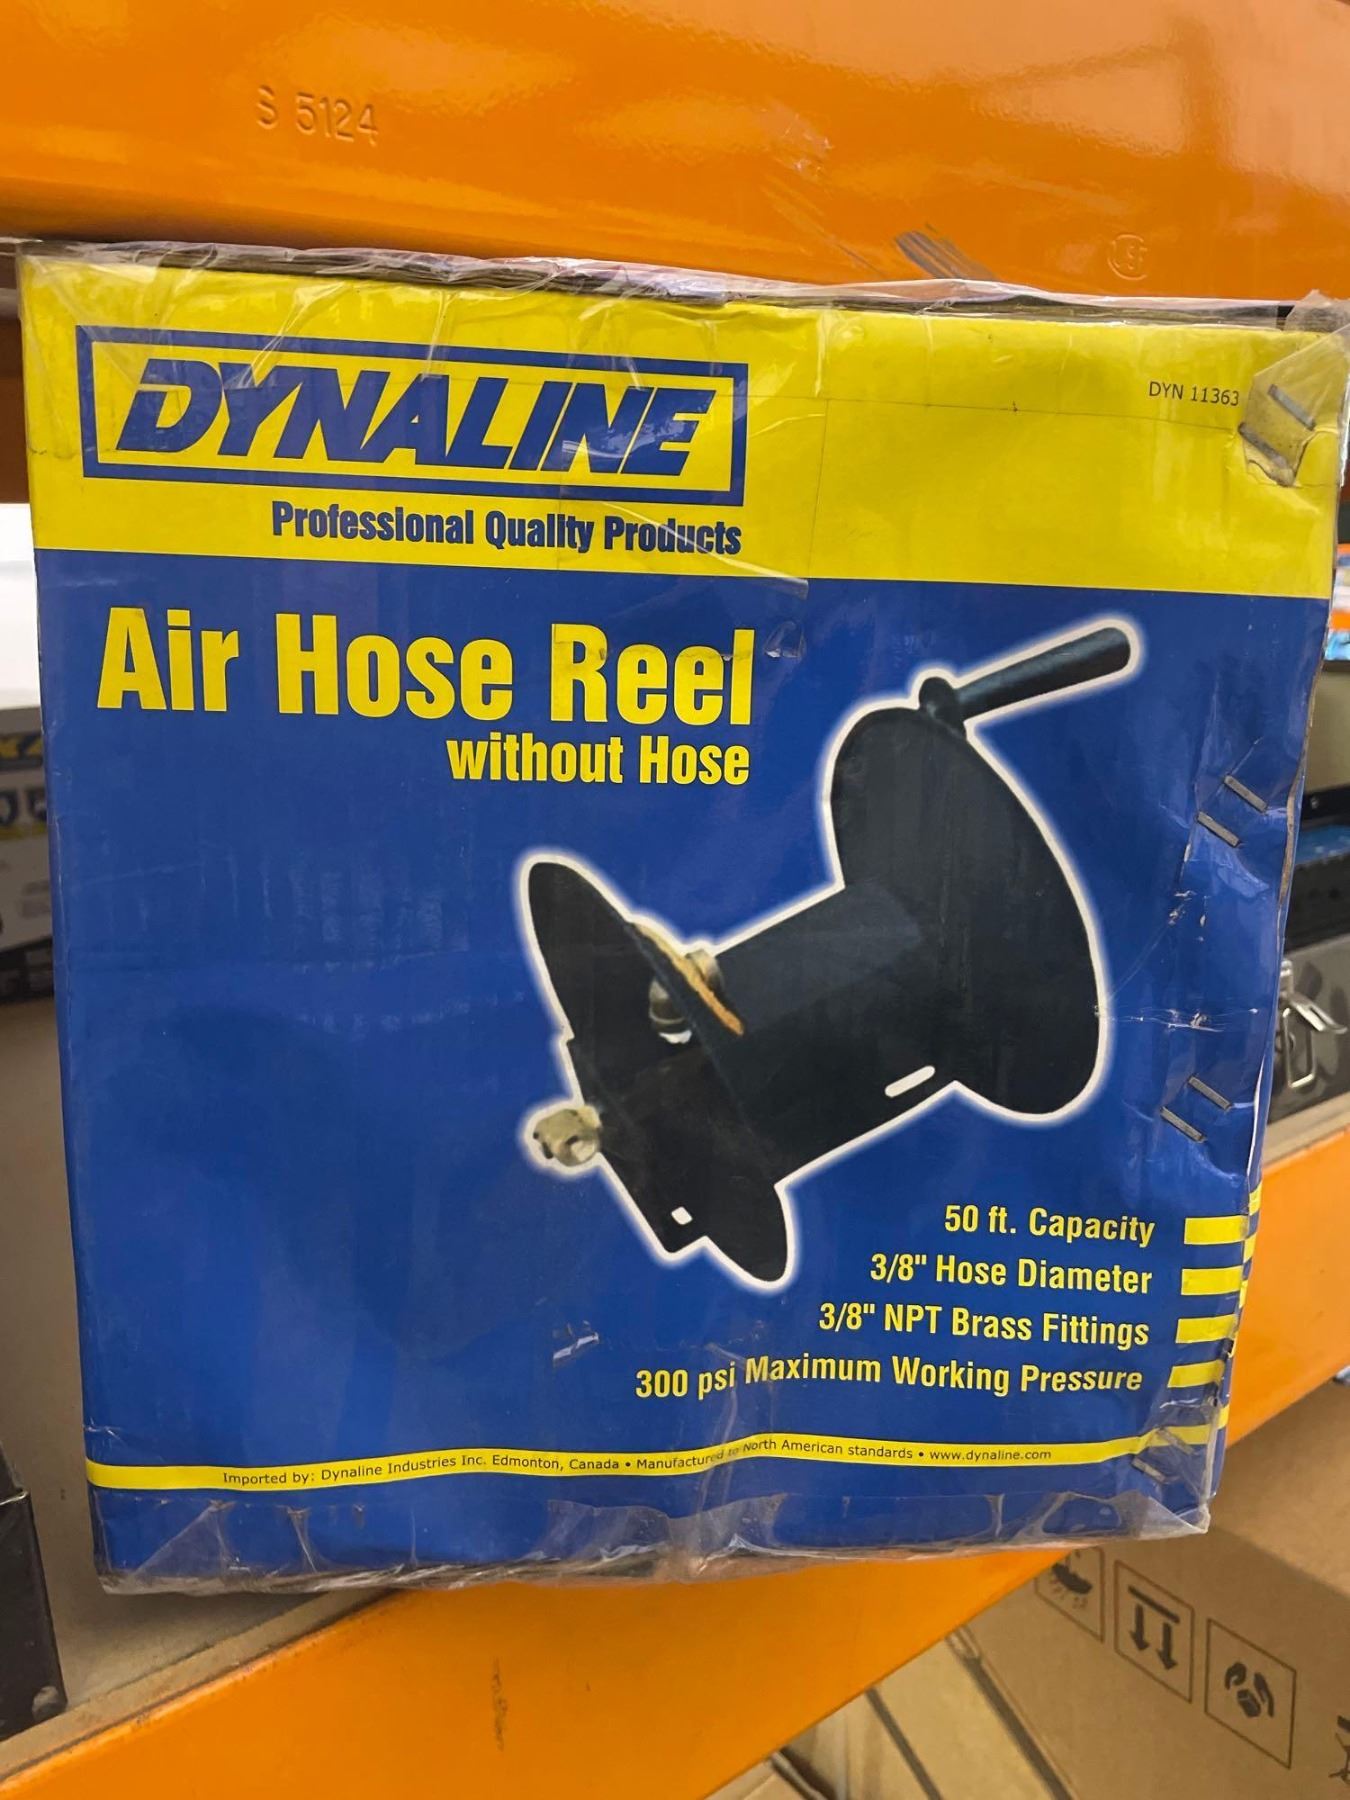 S 5124
DYNALINE
DYN 11363
Professional Quality Products
Air Hose Reel
without Hose
50 ft. Capacity
3/8" Hose Diameter
3/8" NPT Brass Fittings
300 psi Maximum Working Pressure
Imported by: Dynaline Industries Inc. Edmonton, Canada • Manufactured to North American standards • www.dynaline.com